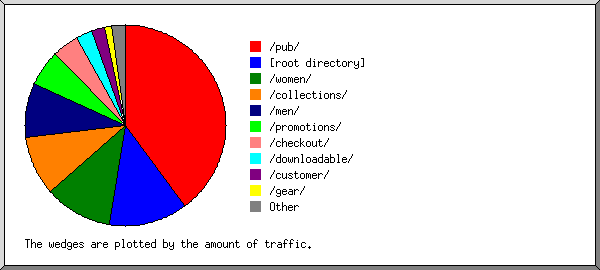 /pub/
[root directory]
/women/
/collections/
/men/
/promotions/
/checkout/
/downloadable/
/customer/
/gear/
Other
The wedges are plotted by the amount of traffic.